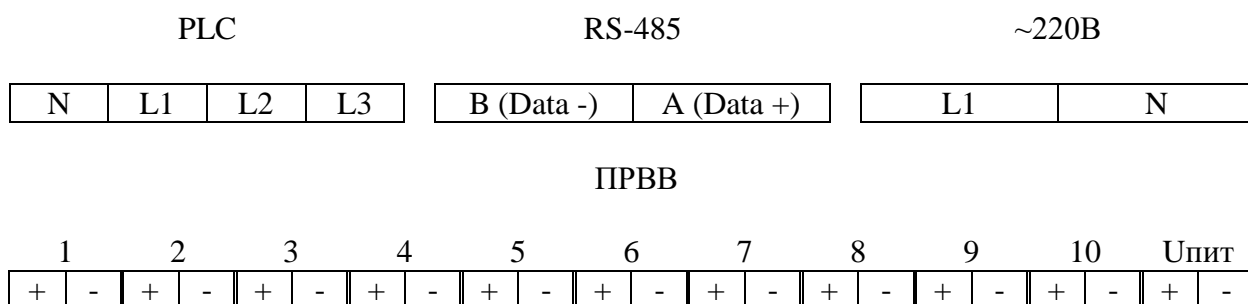 PLC RS-485 ~220В
N L1 L2 L3 B (Data -) A (Data +) L1 N
ПРВВ
1 2 3 4 5 6 7 8 9 10 Uпит
+ - + - + - + - + - + - + - + - + - + - + -